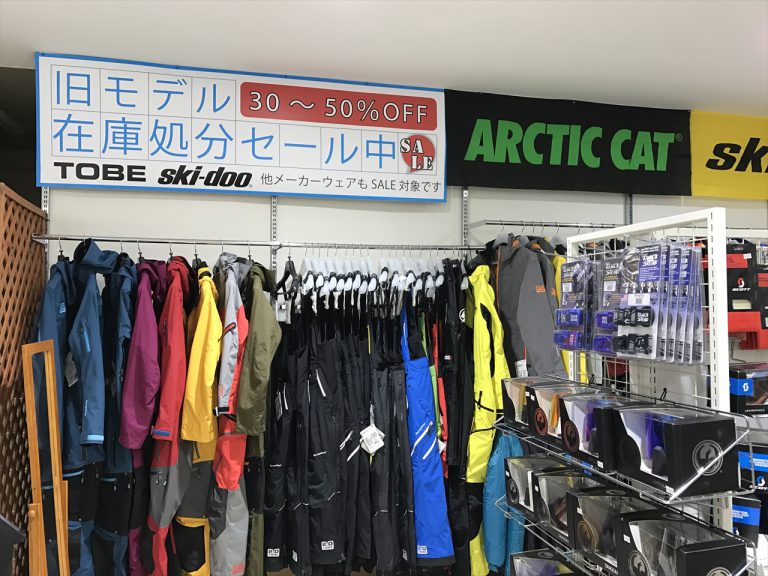 旧モデル 30 ～ 50%OFF
在庫処分セール中 SALE
TOBE ski-doo 他メーカーウェアも SALE 対象です
ARCTIC CAT®
SCOTT